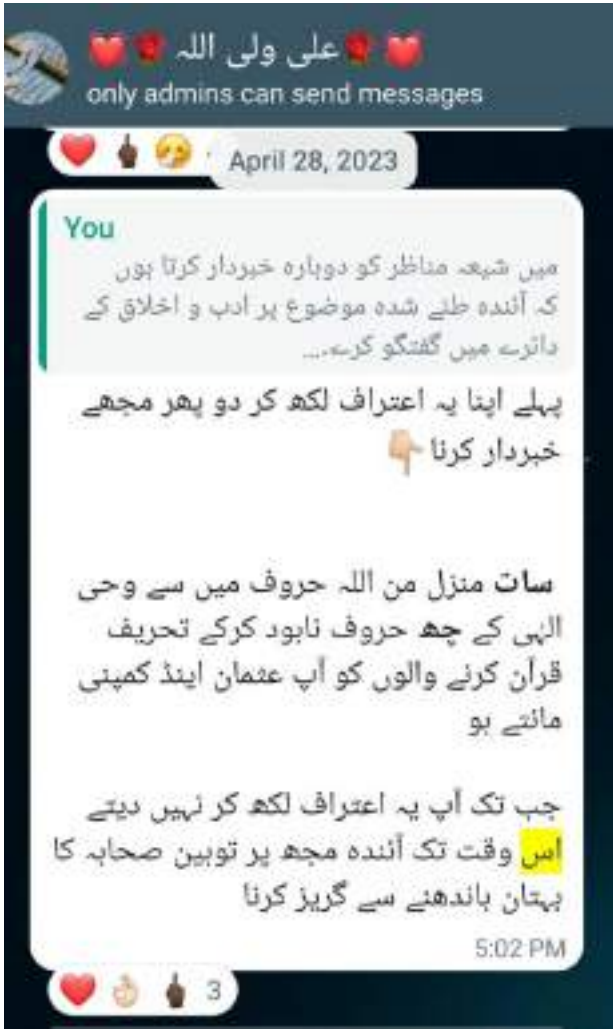 ❤️🌹علی ولی اللہ🌹❤️
only admins can send messages
April 28, 2023
You
میں شیعہ مناظر کو دوبارہ خبردار کرتا ہوں
کہ آئندہ طئے شدہ موضوع پر ادب و اخلاق کے
دائرے میں گفتگو کرے....
پہلے اپنا یہ اعتراف لکھ کر دو پھر مجھے
خبردار کرنا👇🏻
سات منزل من اللہ حروف میں سے وحی
الہٰی کے چھ حروف نابود کرکے تحریف
قرآن کرنے والوں کو آپ عثمان اینڈ کمپنی
مانتے ہو
جب تک آپ یہ اعتراف لکھ کر نہیں دیتے
اس وقت تک آئندہ مجھ پر توہین صحابہ کا
بہتان باندھنے سے گریز کرنا
5:02 PM
3